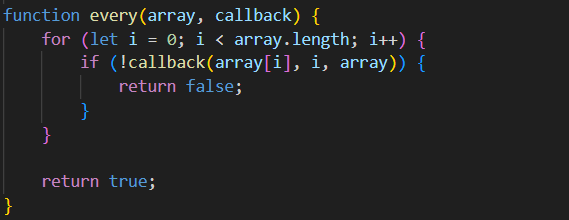 function every(array, callback) {
    for (let i = 0; i < array.length; i++) {
        if (!callback(array[i], i, array)) {
            return false;
        }
    }

    return true;
}